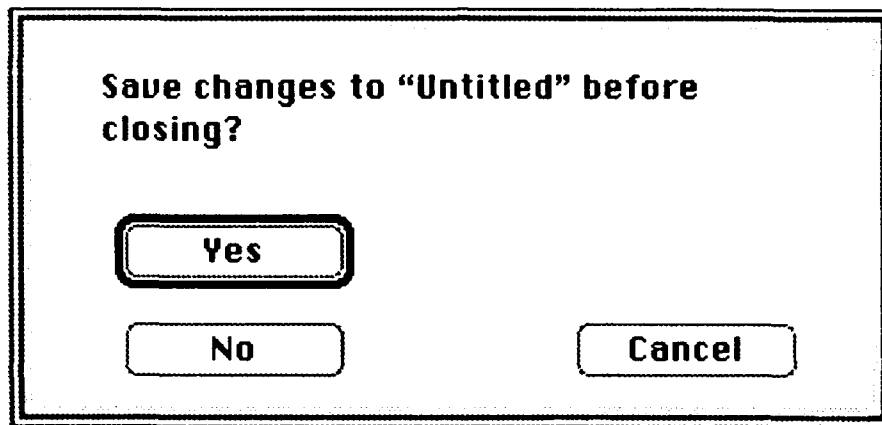 Save changes to “Untitled” before
closing?
Yes
No
Cancel